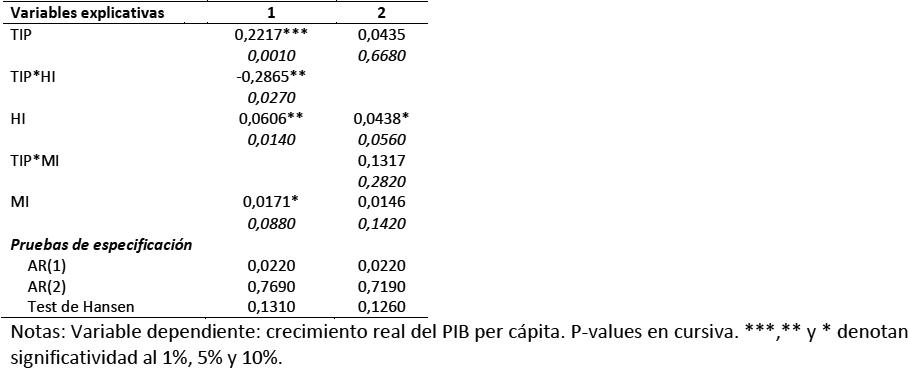 Variables explicativas 1 2
TIP 0,2217*** 0,0435
0,0010 0,6680
TIP*HI -0,2865**
0,0270
HI 0,0606** 0,0438*
0,0140 0,0560
TIP*MI 0,1317
0,2820
MI 0,0171* 0,0146
0,0880 0,1420
Pruebas de especificación
AR(1) 0,0220 0,0220
AR(2) 0,7690 0,7190
Test de Hansen 0,1310 0,1260
Notas: Variable dependiente: crecimiento real del PIB per cápita. P-values en cursiva. ***,** y * denotan
significatividad al 1%, 5% y 10%.